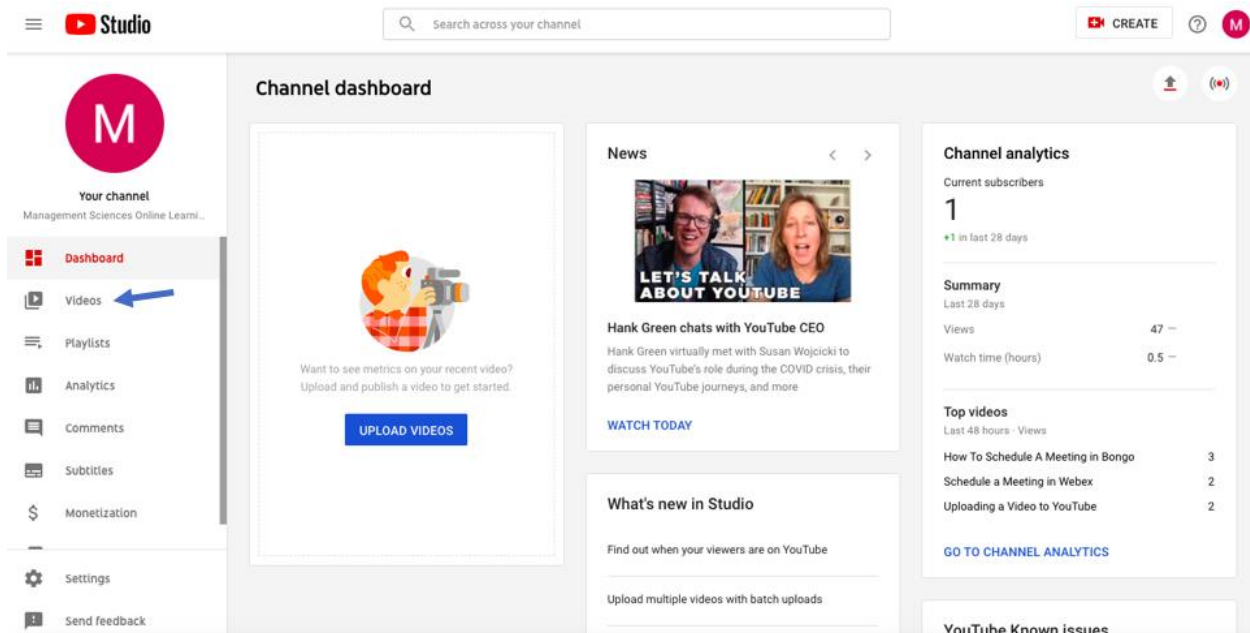 Studio
Search across your channel
CREATE
M
M
Your channel
Management Sciences Online Learni...
Dashboard
Videos
Playlists
Analytics
Comments
Subtitles
$ Monetization
Settings
Send feedback
Channel dashboard
Want to see metrics on your recent video?
Upload and publish a video to get started.
UPLOAD VIDEOS
News
LET'S TALK
ABOUT YOUTUBE
Hank Green chats with YouTube CEO
Hank Green virtually met with Susan Wojcicki to
discuss YouTube's role during the COVID crisis, their
personal YouTube journeys, and more
WATCH TODAY
What's new in Studio
Find out when your viewers are on YouTube
Upload multiple videos with batch uploads
Channel analytics
Current subscribers
1
+1 in last 28 days
Summary
Last 28 days
Views 47 —
Watch time (hours) 0.5 —
Top videos
Last 48 hours · Views
How To Schedule A Meeting in Bongo 3
Schedule a Meeting in Webex 2
Uploading a Video to YouTube 2
GO TO CHANNEL ANALYTICS
YouTube Known issues